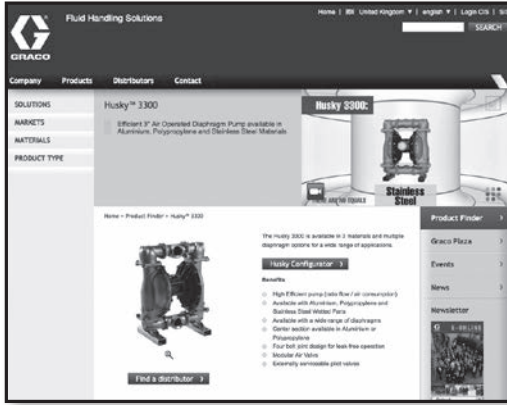 Fluid Handling Solutions
Home | United Kingdom ▼ | english ▼ | Login CIS |
SEARCH
GRACO
Company Products Distributors Contact
SOLUTIONS
MARKETS
MATERIALS
PRODUCT TYPE
Husky™ 3300
Efficient 3" Air Operated Diaphragm Pump available in
Aluminium, Polypropylene and Stainless Steel Materials
Husky 3300:
Stainless
Steel
Home > Product Finder > Husky™ 3300
The Husky 3300 is available in 3 materials and multiple
diaphragm options for a wide range of applications.
Husky Configurator >
Benefits
High Efficient pump (ratio flow / air consumption)
Available with Aluminium, Polypropylene and
Stainless Steel Wetted Parts
Available with a wide range of diaphragms
Center section available in Aluminium or
Polypropylene
Four bolt joint design for leak-free operation
Modular Air Valve
Externally serviceable pilot valves
Find a distributor >
Product Finder >
Graco Plaza >
Events >
News >
Newsletter